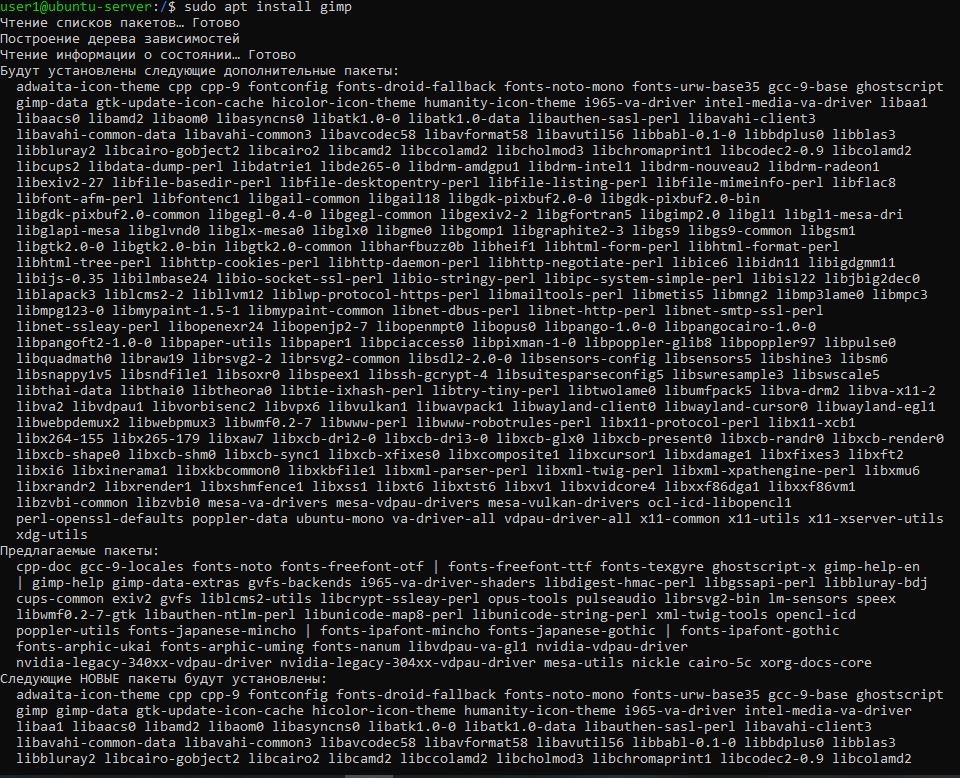 user1@ubuntu-server:/$ sudo apt install gimp
Чтение списков пакетов… Готово
Построение дерева зависимостей
Чтение информации о состоянии… Готово
Будут установлены следующие дополнительные пакеты:
adwaita-icon-theme cpp cpp-9 fontconfig fonts-droid-fallback fonts-noto-mono fonts-urw-base35 gcc-9-base ghostscript
gimp-data gtk-update-icon-cache hicolor-icon-theme humanity-icon-theme i965-va-driver intel-media-va-driver libaa1
libaacs0 libamd2 libaom0 libasyncns0 libatk1.0-0 libatk1.0-data libauthen-sasl-perl libavahi-client3
libavahi-common-data libavahi-common3 libavcodec58 libavformat58 libavutil56 libbabl-0.1-0 libbdplus0 libblas3
libbluray2 libcairo-gobject2 libcairo2 libcamd2 libccolamd2 libcholmod3 libchromaprint1 libcodec2-0.9 libcolamd2
libcups2 libdata-dump-perl libdatrie1 libde265-0 libdrm-amdgpu1 libdrm-intel1 libdrm-nouveau2 libdrm-radeon1
libexiv2-27 libfile-basedir-perl libfile-desktopentry-perl libfile-listing-perl libfile-mimeinfo-perl libflac8
libfont-afm-perl libfontenc1 libgail-common libgail18 libgdk-pixbuf2.0-0 libgdk-pixbuf2.0-bin
libgdk-pixbuf2.0-common libgegl-0.4-0 libgegl-common libgexiv2-2 libgfortran5 libgimp2.0 libgl1 libgl1-mesa-dri
libglapi-mesa libglvnd0 libglx-mesa0 libglx0 libgme0 libgomp1 libgraphite2-3 libgs9 libgs9-common libgsm1
libgtk2.0-0 libgtk2.0-bin libgtk2.0-common libharfbuzz0b libheif1 libhtml-form-perl libhtml-format-perl
libhtml-tree-perl libhttp-cookies-perl libhttp-daemon-perl libhttp-negotiate-perl libice6 libidn11 libigdgmm11
libijs-0.35 libilmbase24 libio-socket-ssl-perl libio-stringy-perl libipc-system-simple-perl libisl22 libjbig2dec0
liblapack3 liblcms2-2 libllvm12 liblwp-protocol-https-perl libmailtools-perl libmetis5 libmng2 libmp3lame0 libmpc3
libmpg123-0 libmypaint-1.5-1 libmypaint-common libnet-dbus-perl libnet-http-perl libnet-smtp-ssl-perl
libnet-ssleay-perl libopenexr24 libopenjp2-7 libopenmpt0 libopus0 libpango-1.0-0 libpangocairo-1.0-0
libpangoft2-1.0-0 libpaper-utils libpaper1 libpciaccess0 libpixman-1-0 libpoppler-glib8 libpoppler97 libpulse0
libquadmath0 libraw19 librsvg2-2 librsvg2-common libsdl2-2.0-0 libsensors-config libsensors5 libshine3 libsm6
libsnappy1v5 libsndfile1 libsoxr0 libspeex1 libssh-gcrypt-4 libsuitesparseconfig5 libswresample3 libswscale5
libthai-data libthai0 libtheora0 libtie-ixhash-perl libtry-tiny-perl libtwolame0 libumfpack5 libva-drm2 libva-x11-2
libva2 libvdpau1 libvorbisenc2 libvpx6 libvulkan1 libwavpack1 libwayland-client0 libwayland-cursor0 libwayland-egl1
libwebpdemux2 libwebpmux3 libwmf0.2-7 libwww-perl libwww-robotrules-perl libx11-protocol-perl libx11-xcb1
libx264-155 libx265-179 libxaw7 libxcb-dri2-0 libxcb-dri3-0 libxcb-glx0 libxcb-present0 libxcb-randr0 libxcb-render0
libxcb-shape0 libxcb-shm0 libxcb-sync1 libxcb-xfixes0 libxcomposite1 libxcursor1 libxdamage1 libxfixes3 libxft2
libxi6 libxinerama1 libxkbcommon0 libxkbfile1 libxml-parser-perl libxml-twig-perl libxml-xpathengine-perl libxmu6
libxrandr2 libxrender1 libxshmfence1 libxss1 libxt6 libxtst6 libxv1 libxvidcore4 libxxf86dga1 libxxf86vm1
libzvbi-common libzvbi0 mesa-va-drivers mesa-vdpau-drivers mesa-vulkan-drivers ocl-icd-libopencl1
perl-openssl-defaults poppler-data ubuntu-mono va-driver-all vdpau-driver-all x11-common x11-utils x11-xserver-utils
xdg-utils
Предлагаемые пакеты:
cpp-doc gcc-9-locales fonts-noto fonts-freefont-otf | fonts-freefont-ttf fonts-texgyre ghostscript-x gimp-help-en
| gimp-help gimp-data-extras gvfs-backends i965-va-driver-shaders libdigest-hmac-perl libgssapi-perl libbluray-bdj
cups-common exiv2 gvfs liblcms2-utils libcrypt-ssleay-perl opus-tools pulseaudio librsvg2-bin lm-sensors speex
libwmf0.2-7-gtk libauthen-ntlm-perl libunicode-map8-perl libunicode-string-perl xml-twig-tools opencl-icd
poppler-utils fonts-japanese-mincho | fonts-ipafont-mincho fonts-japanese-gothic | fonts-ipafont-gothic
fonts-arphic-ukai fonts-arphic-uming fonts-nanum libvdpau-va-gl1 nvidia-vdpau-driver
nvidia-legacy-340xx-vdpau-driver nvidia-legacy-304xx-vdpau-driver mesa-utils nickle cairo-5c xorg-docs-core
Следующие НОВЫЕ пакеты будут установлены:
adwaita-icon-theme cpp cpp-9 fontconfig fonts-droid-fallback fonts-noto-mono fonts-urw-base35 gcc-9-base ghostscript
gimp gimp-data gtk-update-icon-cache hicolor-icon-theme humanity-icon-theme i965-va-driver intel-media-va-driver
libaa1 libaacs0 libamd2 libaom0 libasyncns0 libatk1.0-0 libatk1.0-data libauthen-sasl-perl libavahi-client3
libavahi-common-data libavahi-common3 libavcodec58 libavformat58 libavutil56 libbabl-0.1-0 libbdplus0 libblas3
libbluray2 libcairo-gobject2 libcairo2 libcamd2 libccolamd2 libcholmod3 libchromaprint1 libcodec2-0.9 libcolamd2